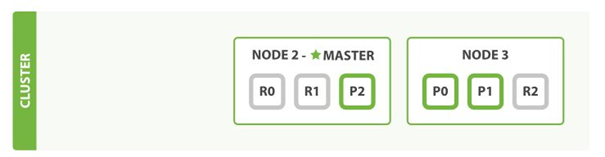 CLUSTER
NODE 2 - ★ MASTER
R0 R1 P2
NODE 3
P0 P1 R2